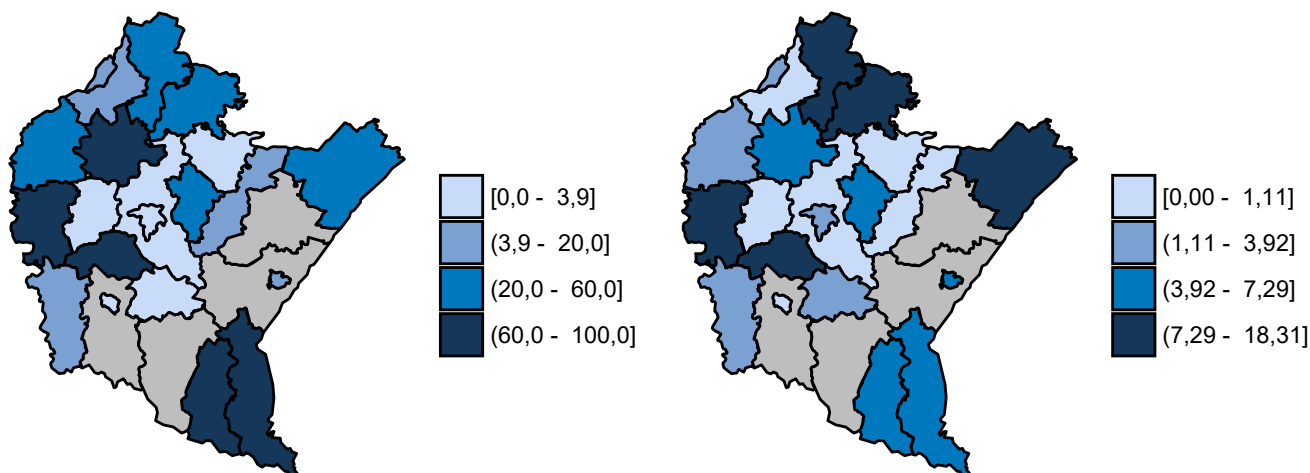 [0,0 - 3,9]
(3,9 - 20,0]
(20,0 - 60,0]
(60,0 - 100,0]
[0,00 - 1,11]
(1,11 - 3,92]
(3,92 - 7,29]
(7,29 - 18,31]